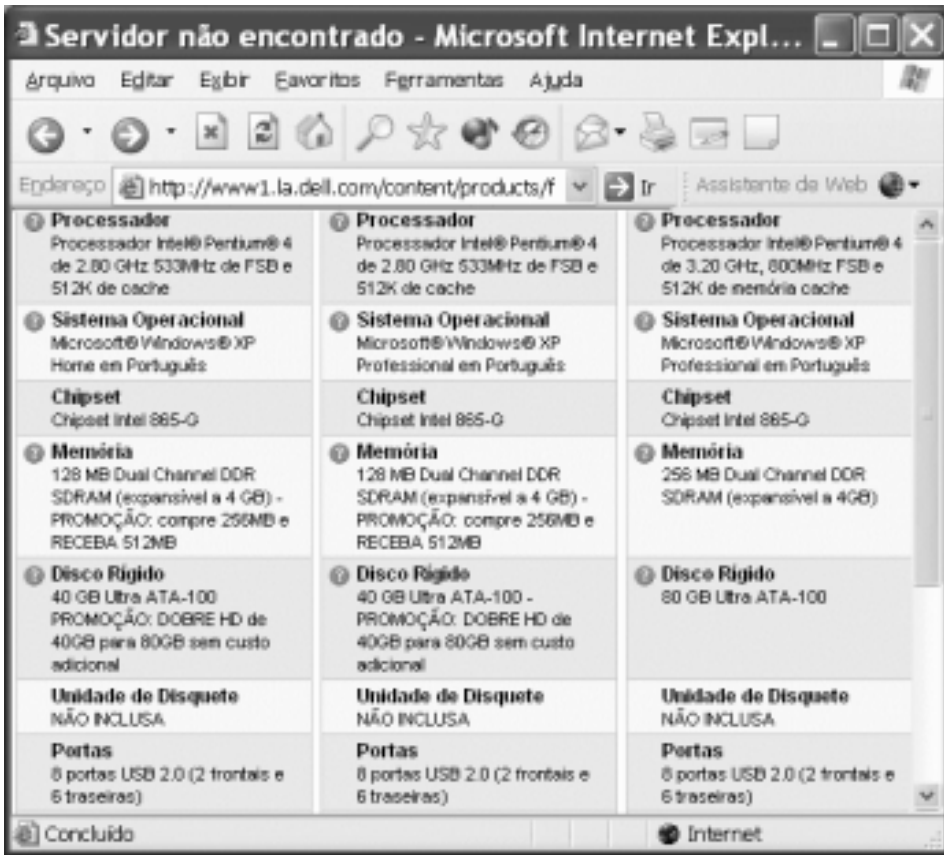 Servidor não encontrado - Microsoft Internet Expl...
Arquivo Editar Exibir Favoritos Ferramentas Ajuda
Endereço http://www1.la.dell.com/content/products/f Ir Assistente de Web
Processador
Processador Intel® Pentium® 4
de 2.80 GHz 533MHz de FSB e
512K de cache
Processador
Processador Intel® Pentium® 4
de 2.80 GHz 533MHz de FSB e
512K de cache
Processador
Processador Intel® Pentium® 4
de 3.20 GHz, 800MHz FSB e
512K de memória cache
Sistema Operacional
Microsoft® Windows® XP
Home em Português
Sistema Operacional
Microsoft® Windows® XP
Professional em Português
Sistema Operacional
Microsoft® Windows® XP
Professional em Português
Chipset
Chipset Intel 865-G
Chipset
Chipset Intel 865-G
Chipset
Chipset Intel 865-G
Memória
128 MB Dual Channel DDR
SDRAM (expansível a 4 GB) -
PROMOÇÃO: compre 256MB e
RECEBA 512MB
Memória
128 MB Dual Channel DDR
SDRAM (expansível a 4 GB) -
PROMOÇÃO: compre 256MB e
RECEBA 512MB
Memória
256 MB Dual Channel DDR
SDRAM (expansível a 4GB)
Disco Rígido
40 GB Ultra ATA-100
PROMOÇÃO: DOBRE HD de
40GB para 80GB sem custo
adicional
Disco Rígido
40 GB Ultra ATA-100 -
PROMOÇÃO: DOBRE HD de
40GB para 80GB sem custo
adicional
Disco Rígido
80 GB Ultra ATA-100
Unidade de Disquete
NÃO INCLUSA
Unidade de Disquete
NÃO INCLUSA
Unidade de Disquete
NÃO INCLUSA
Portas
8 portas USB 2.0 (2 frontais e
6 traseiras)
Portas
8 portas USB 2.0 (2 frontais e
6 traseiras)
Portas
8 portas USB 2.0 (2 frontais e
6 traseiras)
Concluído Internet